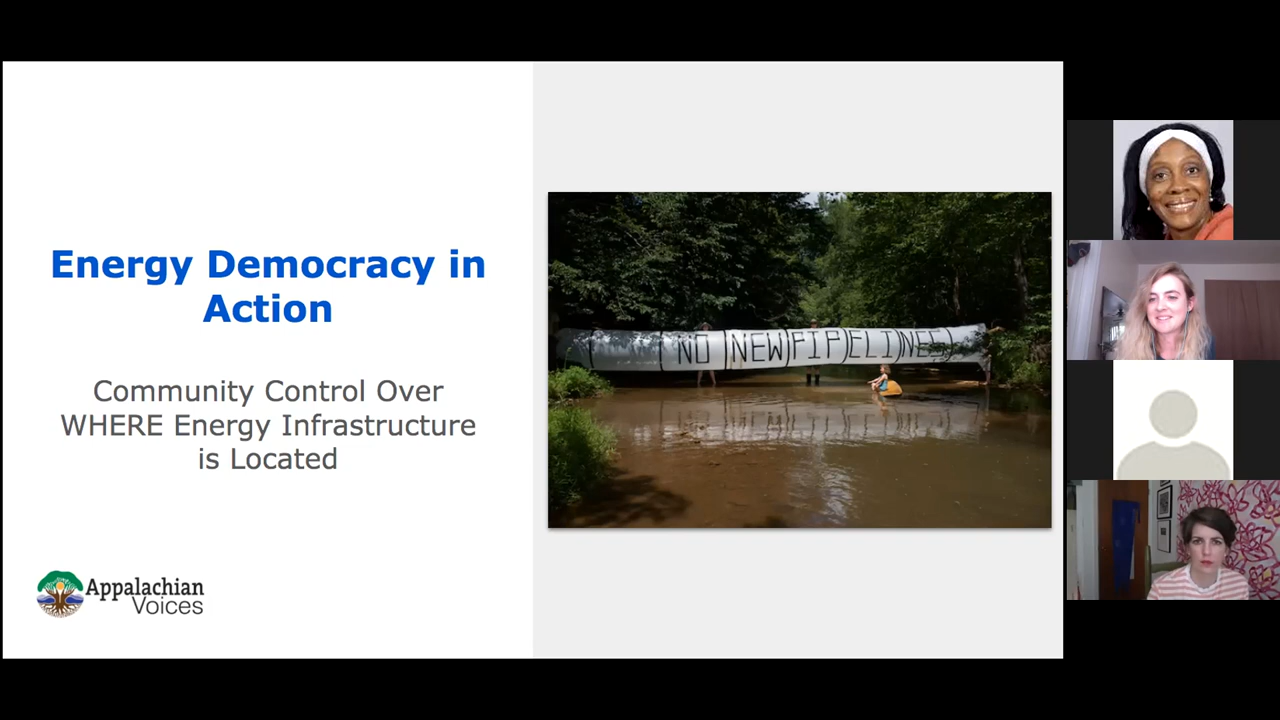 Energy Democracy in
Action
Community Control Over
WHERE Energy Infrastructure
is Located
Appalachian
Voices
NO NEW PIPELINES